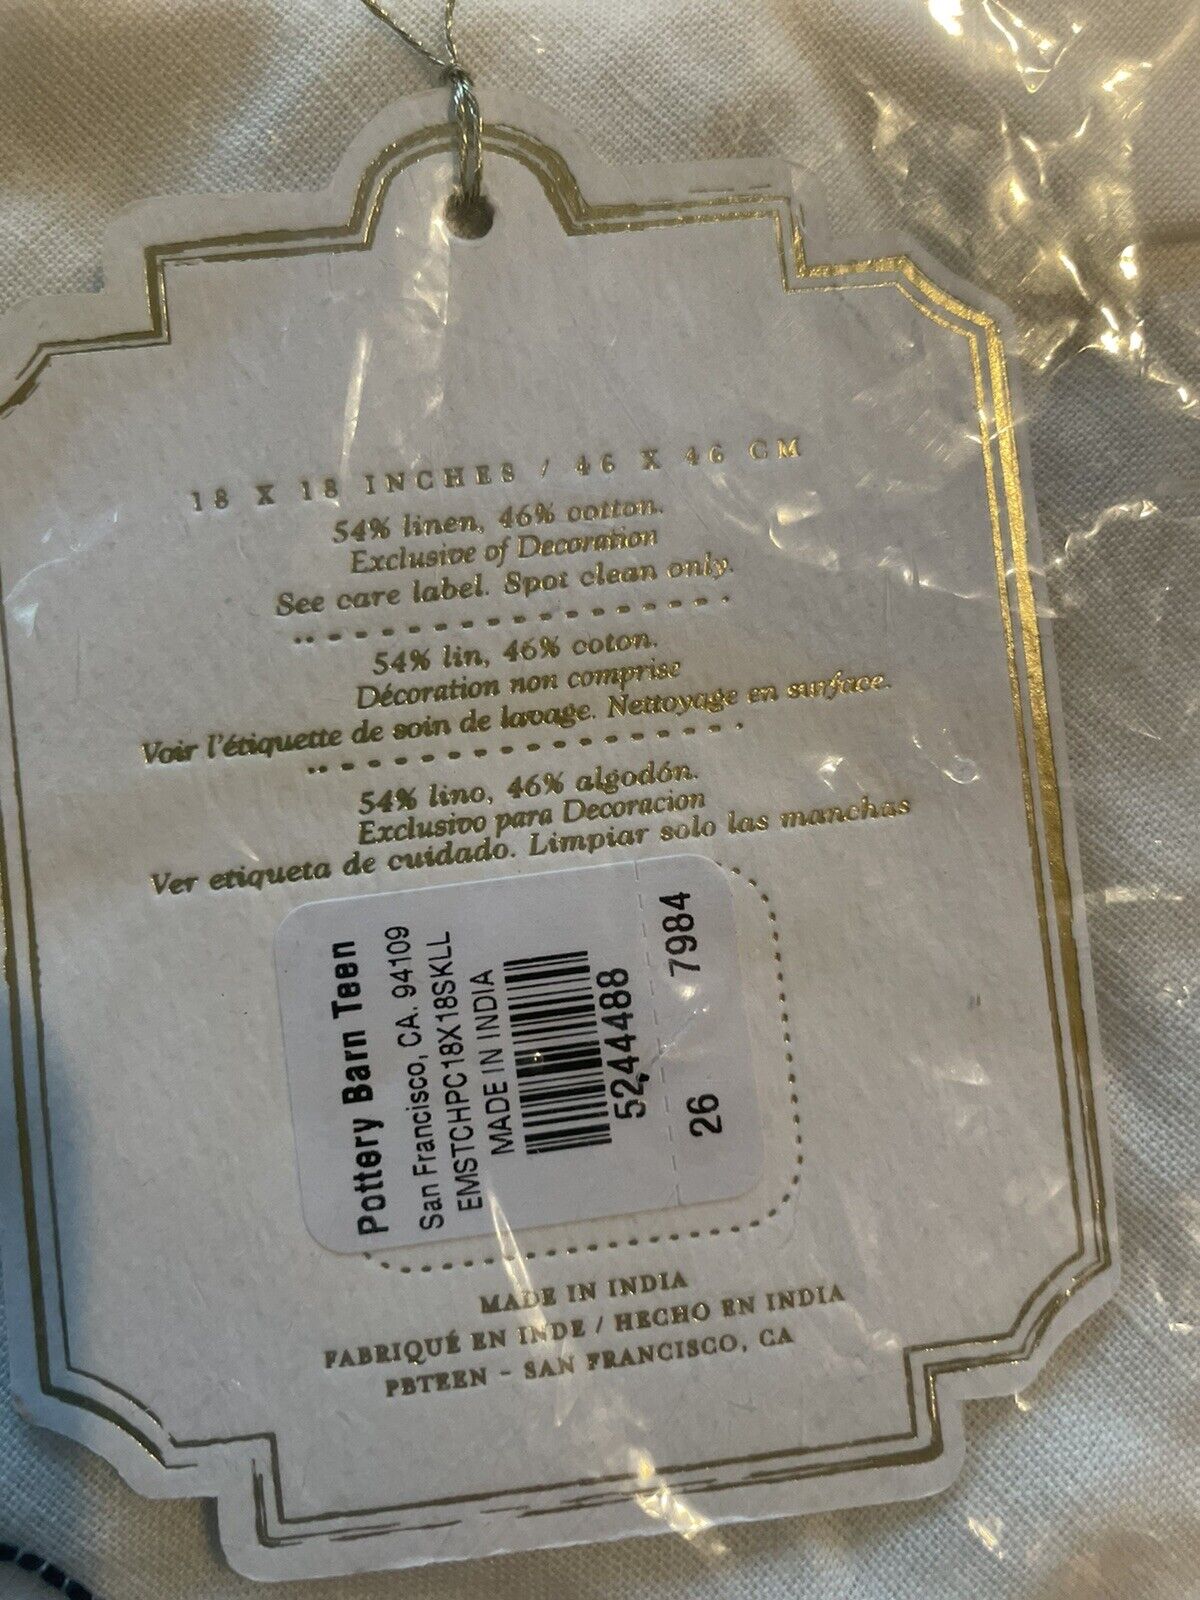 18 X 18 INCHES / 46 X 46 CM
54% linen, 46% cotton.
Exclusive of Decoration
See care label. Spot clean only.
54% lin, 46% coton.
Décoration non comprise
Voir l'étiquette de soin de lavage. Nettoyage en surface.
54% lino, 46% algodón.
Exclusivo para Decoracion
Ver etiqueta de cuidado. Limpiar solo las manchas
Pottery Barn Teen
San Francisco, CA. 94109
EMSTCHPC18X18SKLL
MADE IN INDIA
5244488
26 7984
MADE IN INDIA
FABRIQUÉ EN INDE / HECHO EN INDIA
PBTEEN - SAN FRANCISCO, CA